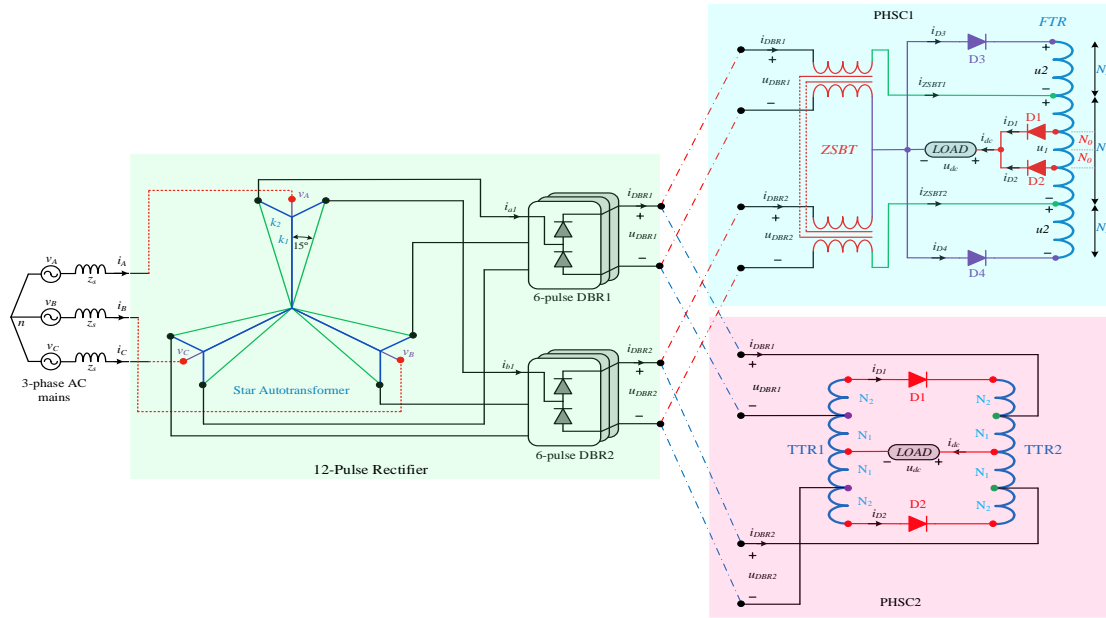 PHSC1
FTR
i_DBR1
+
u_DBR1
−
i_D3
D3
+
u2
−
N
i_ZSBT1
+
ZSBT
i_D1
D1
N_0
i_dc
− LOAD +
u_dc
u_1
N
N_0
i_D2
D2
i_DBR2
+
u_DBR2
−
i_ZSBT2
−
+
u2
−
N
i_D4
D4
v_A
k_2
k_1
15º
i_a1
i_DBR1
+
u_DBR1
−
6-pulse DBR1
v_A
i_A
z_s
v_B
i_B
z_s
n
v_C
i_C
z_s
3-phase AC
mains
v_C
v_B
Star Autotransformer
i_b1
i_DBR2
+
u_DBR2
−
6-pulse DBR2
12-Pulse Rectifier
i_DBR1
+
u_DBR1
−
i_D1
D1
N_2
N_2
N_1
N_1
TTR1
− LOAD +
u_dc
i_dc
TTR2
N_1
N_1
N_2
N_2
i_D2
D2
i_DBR2
+
u_DBR2
−
PHSC2